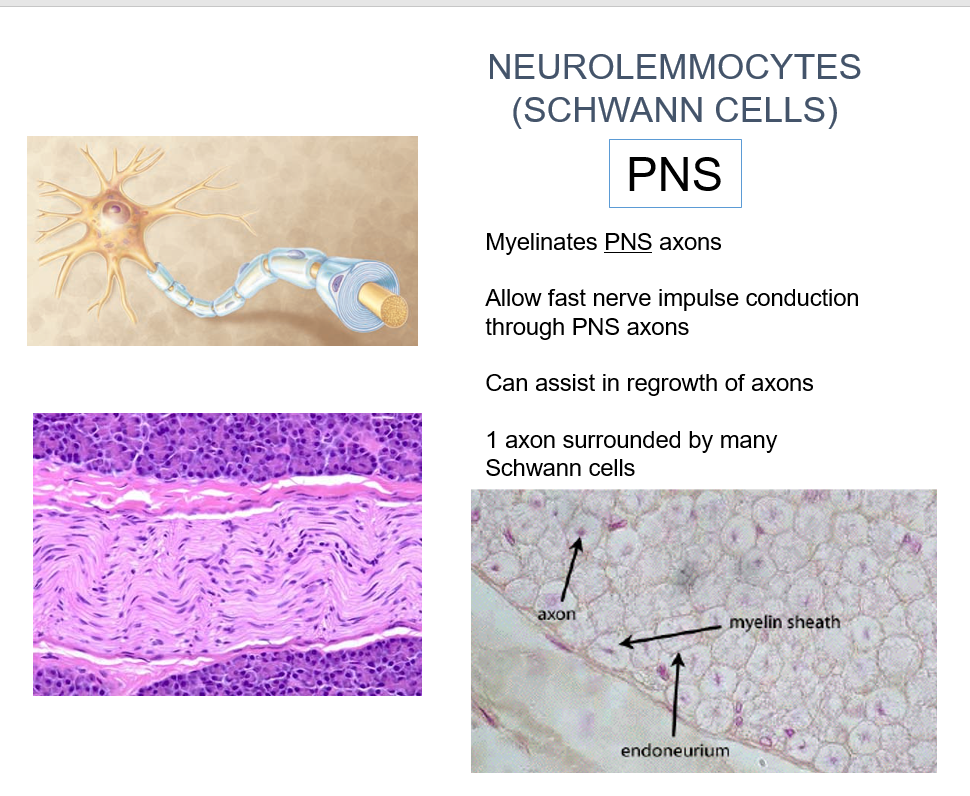 NEUROLEMMOCYTES
(SCHWANN CELLS)
PNS
Myelinates PNS axons
Allow fast nerve impulse conduction
through PNS axons
Can assist in regrowth of axons
1 axon surrounded by many
Schwann cells
axon
myelin sheath
endoneurium